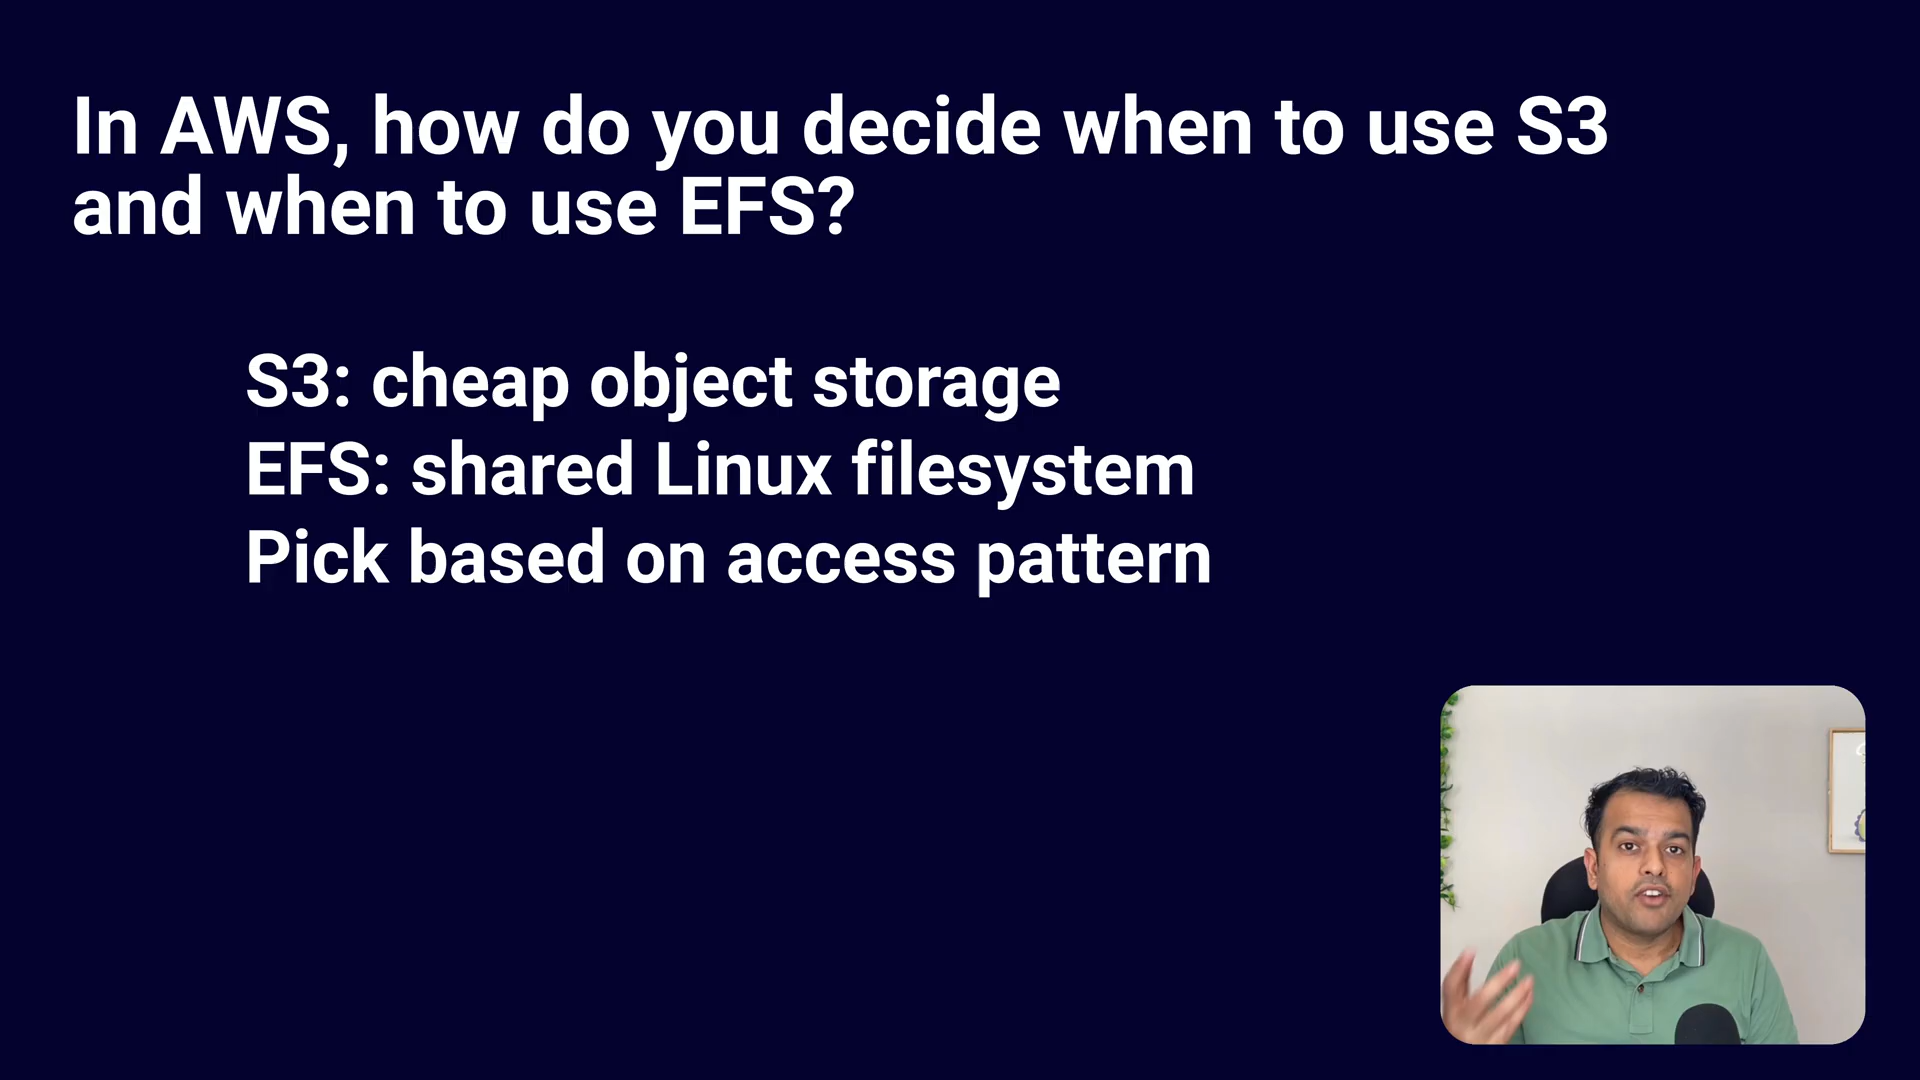 In AWS, how do you decide when to use S3
and when to use EFS?
S3: cheap object storage
EFS: shared Linux filesystem
Pick based on access pattern